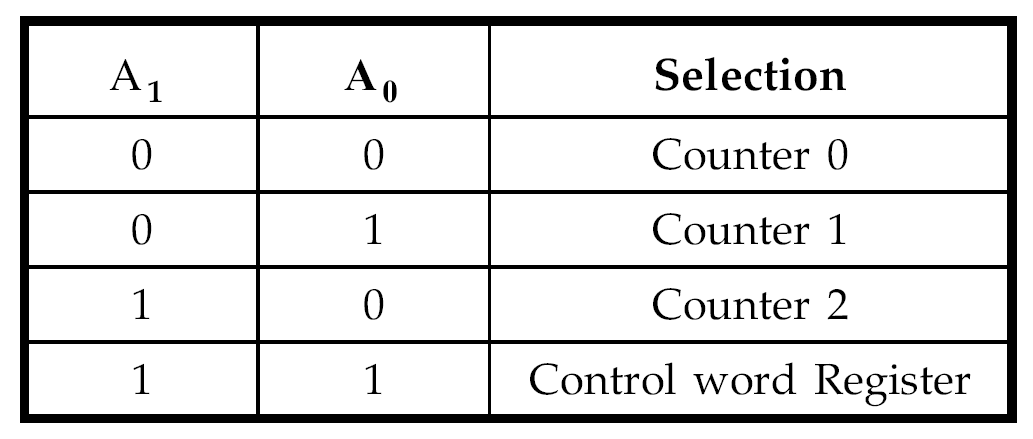 A1 A0 Selection
0 0 Counter 0
0 1 Counter 1
1 0 Counter 2
1 1 Control word Register